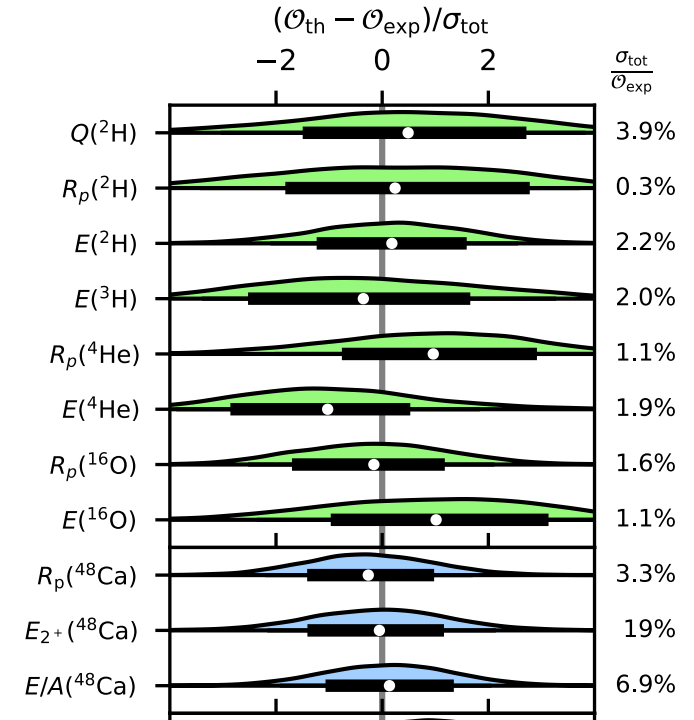 (𝒪th − 𝒪exp)/σtot
−2 0 2 σtot/𝒪exp
Q(²H) 3.9%
Rp(²H) 0.3%
E(²H) 2.2%
E(³H) 2.0%
Rp(⁴He) 1.1%
E(⁴He) 1.9%
Rp(¹⁶O) 1.6%
E(¹⁶O) 1.1%
Rp(⁴⁸Ca) 3.3%
E2⁺(⁴⁸Ca) 19%
E/A(⁴⁸Ca) 6.9%